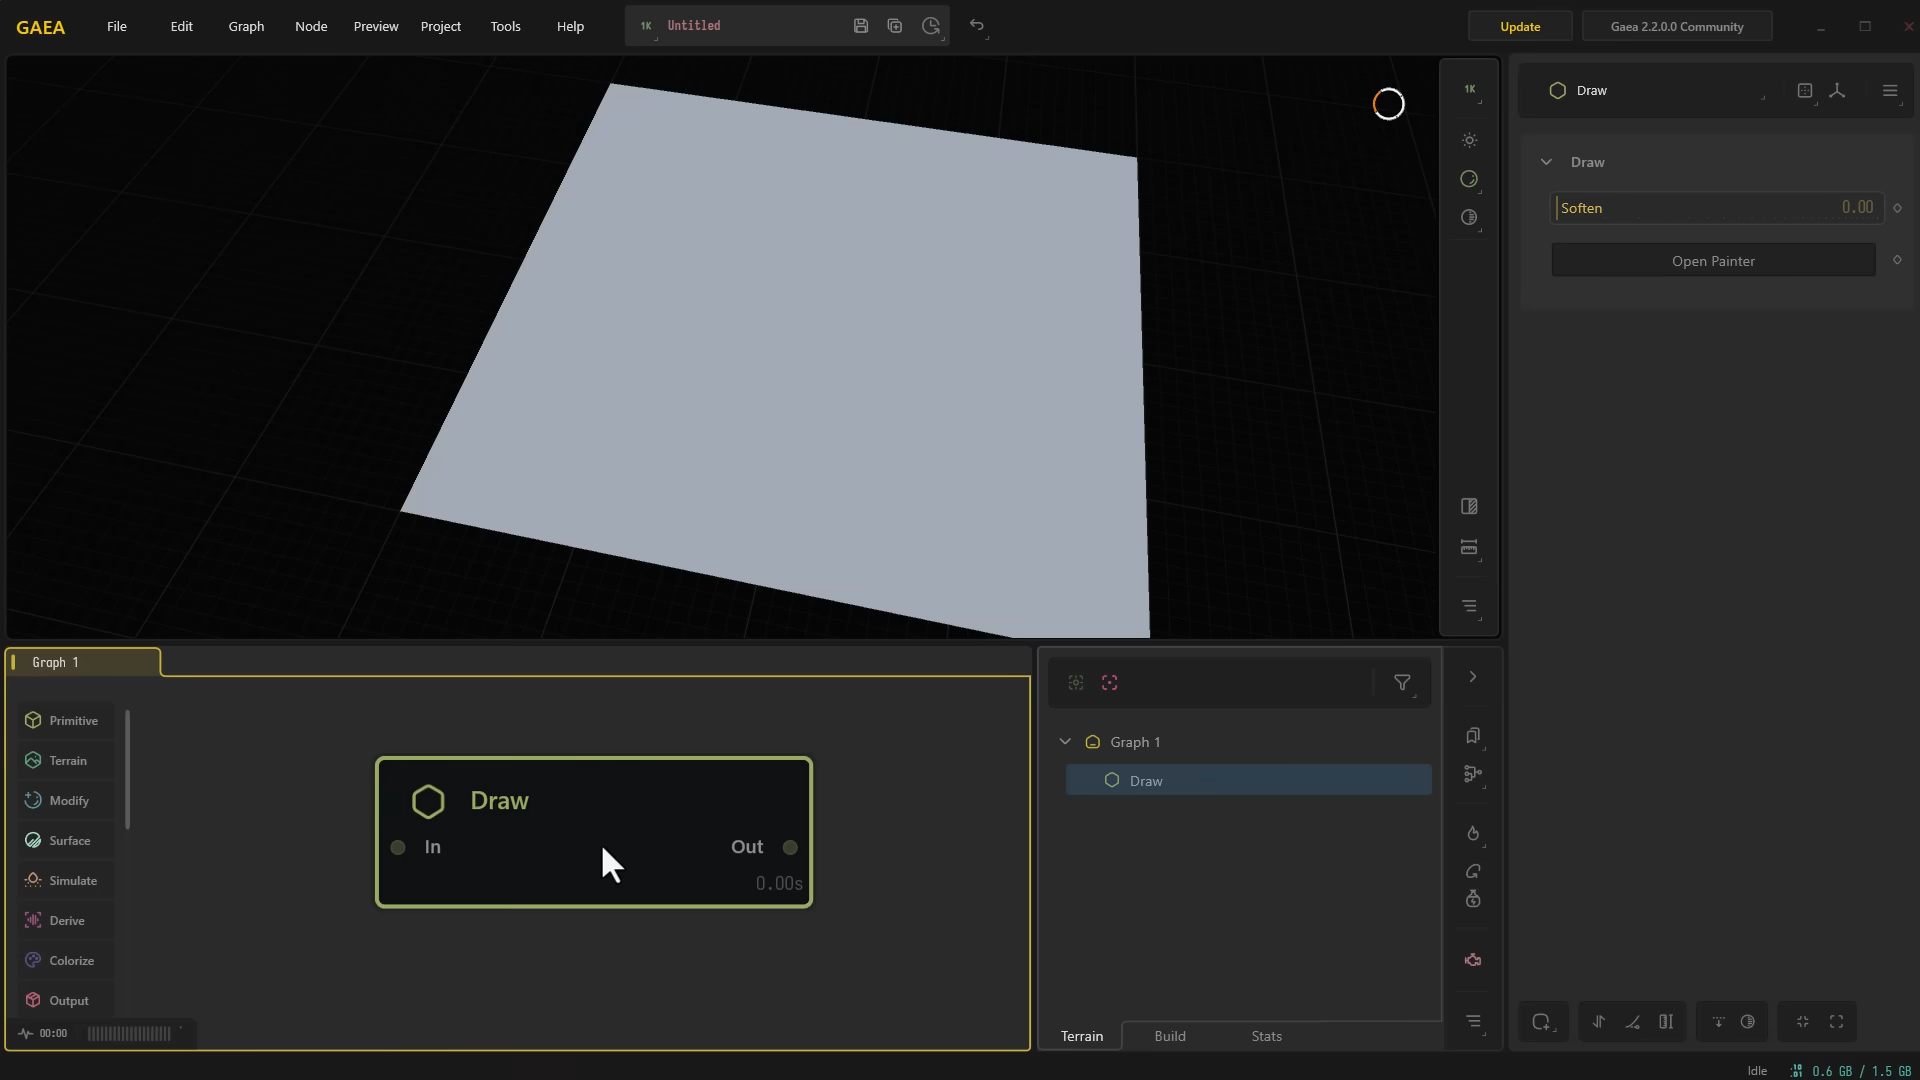 GAEA File Edit Graph Node Preview Project Tools Help 1K Untitled Update Gaea 2.2.0.0 Community
1K
Draw
Draw
Soften 0.00
Open Painter
Graph 1
Primitive
Terrain
Modify
Surface
Simulate
Derive
Colorize
Output
00:00
Draw
In Out
0.00s
Graph 1
Draw
Terrain Build Stats
Idle 0.6 GB / 1.5 GB